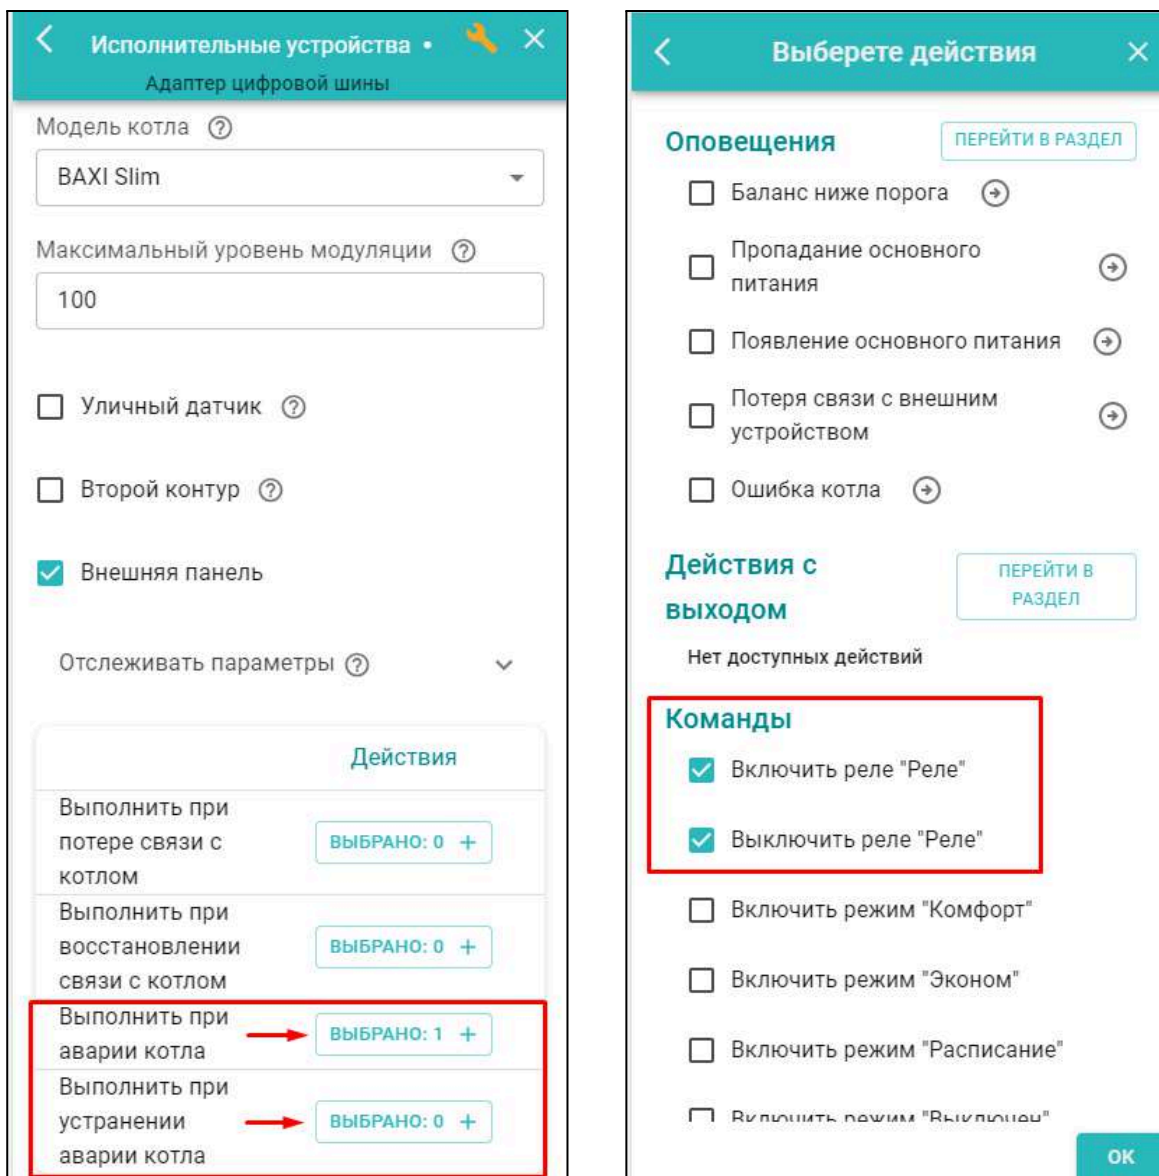 Исполнительные устройства •
Адаптер цифровой шины
Модель котла
BAXI Slim
Максимальный уровень модуляции
100
Уличный датчик
Второй контур
Внешняя панель
Отслеживать параметры
Действия
Выполнить при
потере связи с
котлом
ВЫБРАНО: 0 +
Выполнить при
восстановлении
связи с котлом
ВЫБРАНО: 0 +
Выполнить при
аварии котла
ВЫБРАНО: 1 +
Выполнить при
устранении
аварии котла
ВЫБРАНО: 0 +
Выберете действия
Оповещения
ПЕРЕЙТИ В РАЗДЕЛ
Баланс ниже порога
Пропадание основного
питания
Появление основного питания
Потеря связи с внешним
устройством
Ошибка котла
Действия с
выходом
ПЕРЕЙТИ В
РАЗДЕЛ
Нет доступных действий
Команды
Включить реле "Реле"
Выключить реле "Реле"
Включить режим "Комфорт"
Включить режим "Эконом"
Включить режим "Расписание"
Включить режим "Выключен"
ОК